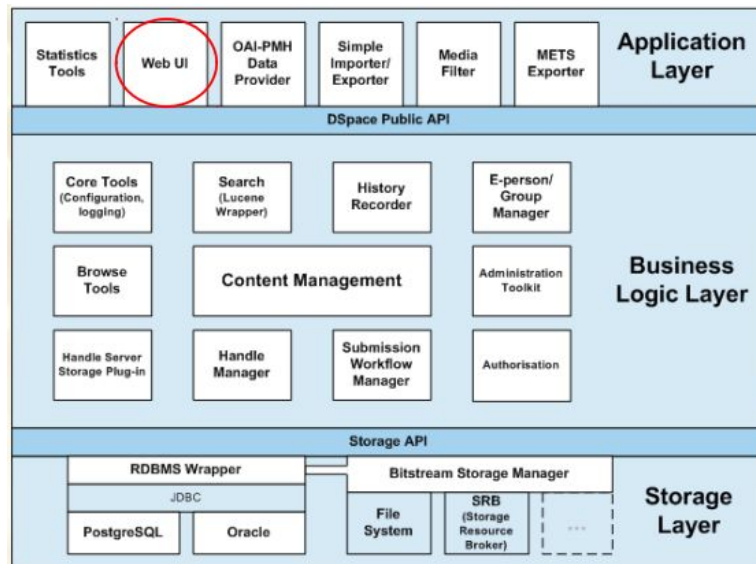 Statistics
Tools
Web UI
OAI-PMH
Data
Provider
Simple
Importer/
Exporter
Media
Filter
METS
Exporter
Application
Layer
DSpace Public API
Core Tools
(Configuration,
logging)
Search
(Lucene
Wrapper)
History
Recorder
E-person/
Group
Manager
Browse
Tools
Content Management
Administration
Toolkit
Business
Logic Layer
Handle Server
Storage Plug-in
Handle
Manager
Submission
Workflow
Manager
Authorisation
Storage API
RDBMS Wrapper
Bitstream Storage Manager
JDBC
PostgreSQL
Oracle
File
System
SRB
(Storage
Resource
Broker)
...
Storage
Layer